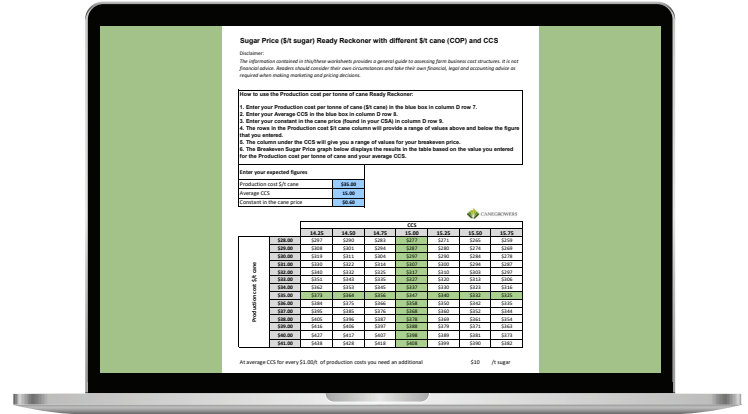 Sugar Price ($/t sugar) Ready Reckoner with different $/t cane (COP) and CCS
Disclaimer:
The information contained in this/these worksheets provides a general guide to assessing farm business cost structures. It is not
financial advice. Readers should consider their own circumstances and take their own financial, legal and accounting advice as
required when making marketing and pricing decisions.
How to use the Production cost per tonne of cane Ready Reckoner:
1. Enter your Production cost per tonne of cane ($/t cane) in the blue box in column D row 7.
2. Enter your Average CCS in the blue box in column D row 8.
3. Enter your constant in the cane price (found in your CSA) in column D row 9.
4. The rows in the Production cost $/t cane column will provide a range of values above and below the figure
that you entered.
5. The column under the CCS will give you a range of values for your breakeven price.
6. The Breakeven Sugar Price graph below displays the results in the table based on the value you entered
for the Production cost per tonne of cane and your average CCS.
Enter your expected figures
Production cost $/t cane $35.00
Average CCS 15.00
Constant in the cane price $0.60
CANEGROWERS
CCS
14.25 14.50 14.75 15.00 15.25 15.50 15.75
Production cost $/t cane
$28.00 $297 $290 $283 $277 $271 $265 $259
$29.00 $308 $301 $294 $287 $280 $274 $269
$30.00 $319 $311 $304 $297 $290 $284 $278
$31.00 $330 $322 $314 $307 $300 $294 $287
$32.00 $340 $332 $325 $317 $310 $303 $297
$33.00 $351 $343 $335 $327 $320 $313 $306
$34.00 $362 $353 $345 $337 $330 $323 $316
$35.00 $373 $364 $356 $347 $340 $332 $325
$36.00 $384 $375 $366 $358 $350 $342 $335
$37.00 $395 $385 $376 $368 $360 $352 $344
$38.00 $405 $396 $387 $378 $369 $361 $354
$39.00 $416 $406 $397 $388 $379 $371 $363
$40.00 $427 $417 $407 $398 $389 $381 $373
$41.00 $438 $428 $418 $408 $399 $390 $382
At average CCS for every $1.00/t of production costs you need an additional $10 /t sugar